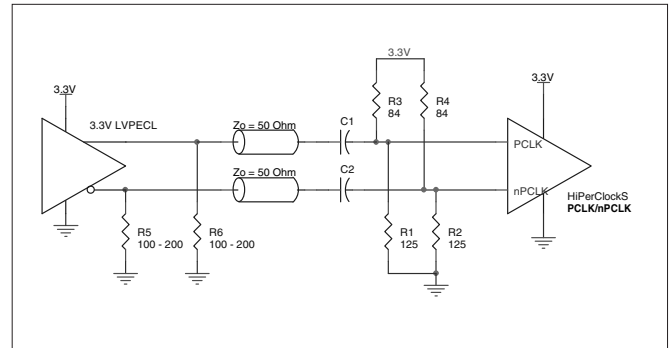 3.3V
3.3V
3.3V
3.3V LVPECL
Zo = 50 Ohm
C1
R3
84
R4
84
PCLK
Zo = 50 Ohm
C2
nPCLK
HiPerClockS
PCLK/nPCLK
R5
100 - 200
R6
100 - 200
R1
125
R2
125